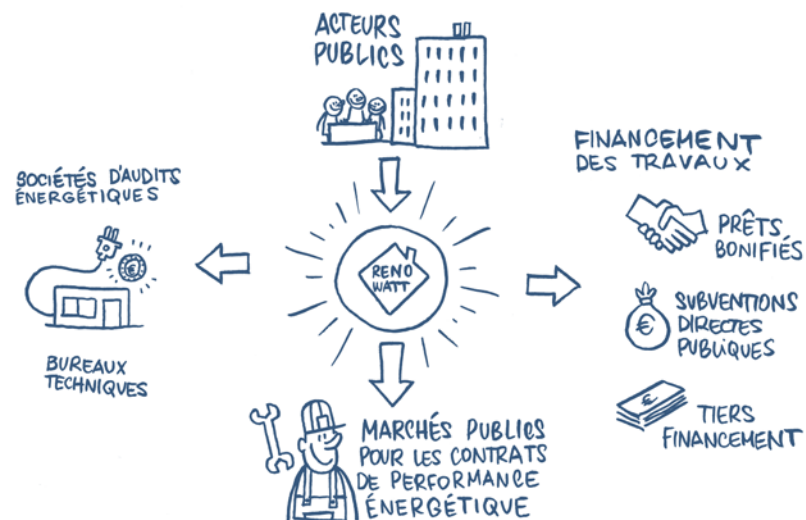 ACTEURS
PUBLICS
SOCIÉTÉS D'AUDITS
ÉNERGÉTIQUES
€
BUREAUX
TECHNIQUES
RENO
WATT
FINANCEMENT
DES TRAVAUX
PRÊTS
BONIFIÉS
€
SUBVENTIONS
DIRECTES
PUBLIQUES
€
TIERS
FINANCEMENT
MARCHÉS PUBLICS
POUR LES CONTRATS
DE PERFORMANCE
ÉNERGÉTIQUE